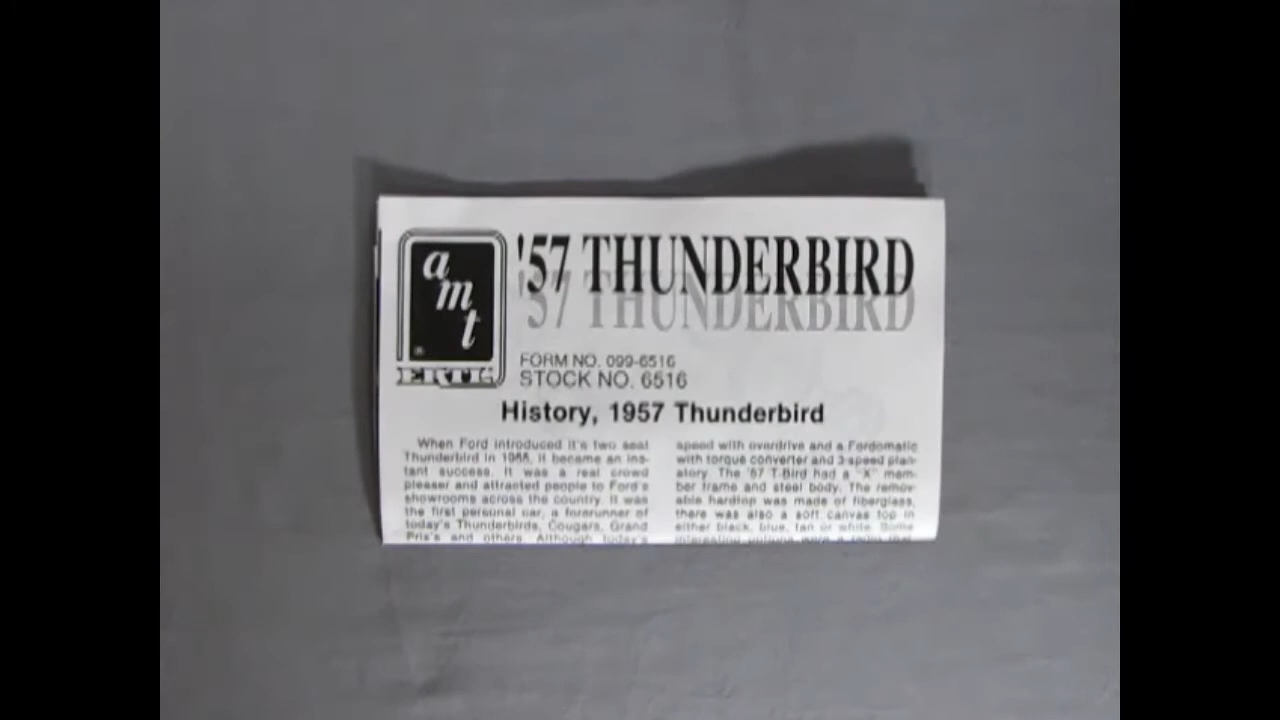 amt
®
ERTL
'57 THUNDERBIRD
'57 THUNDERBIRD
FORM NO. 099-6516
STOCK NO. 6516
History, 1957 Thunderbird
When Ford introduced it's two seat
Thunderbird in 1955, it became an ins-
tant success. It was a real crowd
pleaser and attracted people to Ford's
showrooms across the country. It was
the first personal car, a forerunner of
today's Thunderbirds, Cougars, Grand
Prix's and others. Although today's
speed with overdrive and a Fordomatic
with torque converter and 3-speed plan-
atory. The '57 T-Bird had a "X" mem-
ber frame and steel body. The remov-
able hardtop was made of fiberglass,
there was also a soft canvas top in
either black, blue, tan or white. Some
interesting options were a